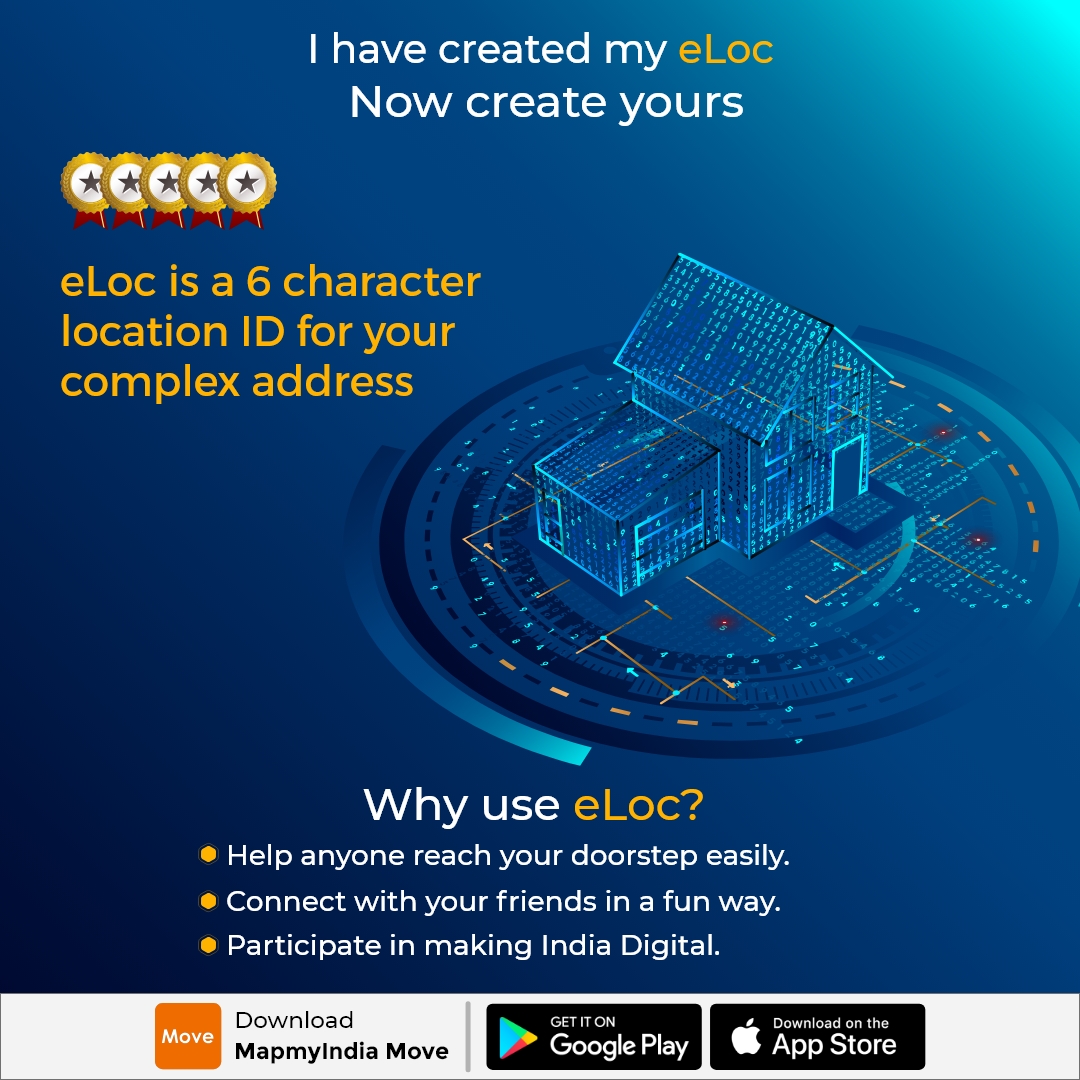 I have created my eLoc
Now create yours
eLoc is a 6 character
location ID for your
complex address
Why use eLoc?
Help anyone reach your doorstep easily.
Connect with your friends in a fun way.
Participate in making India Digital.
Move
Download
MapmyIndia Move
GET IT ON
Google Play
Download on the
App Store